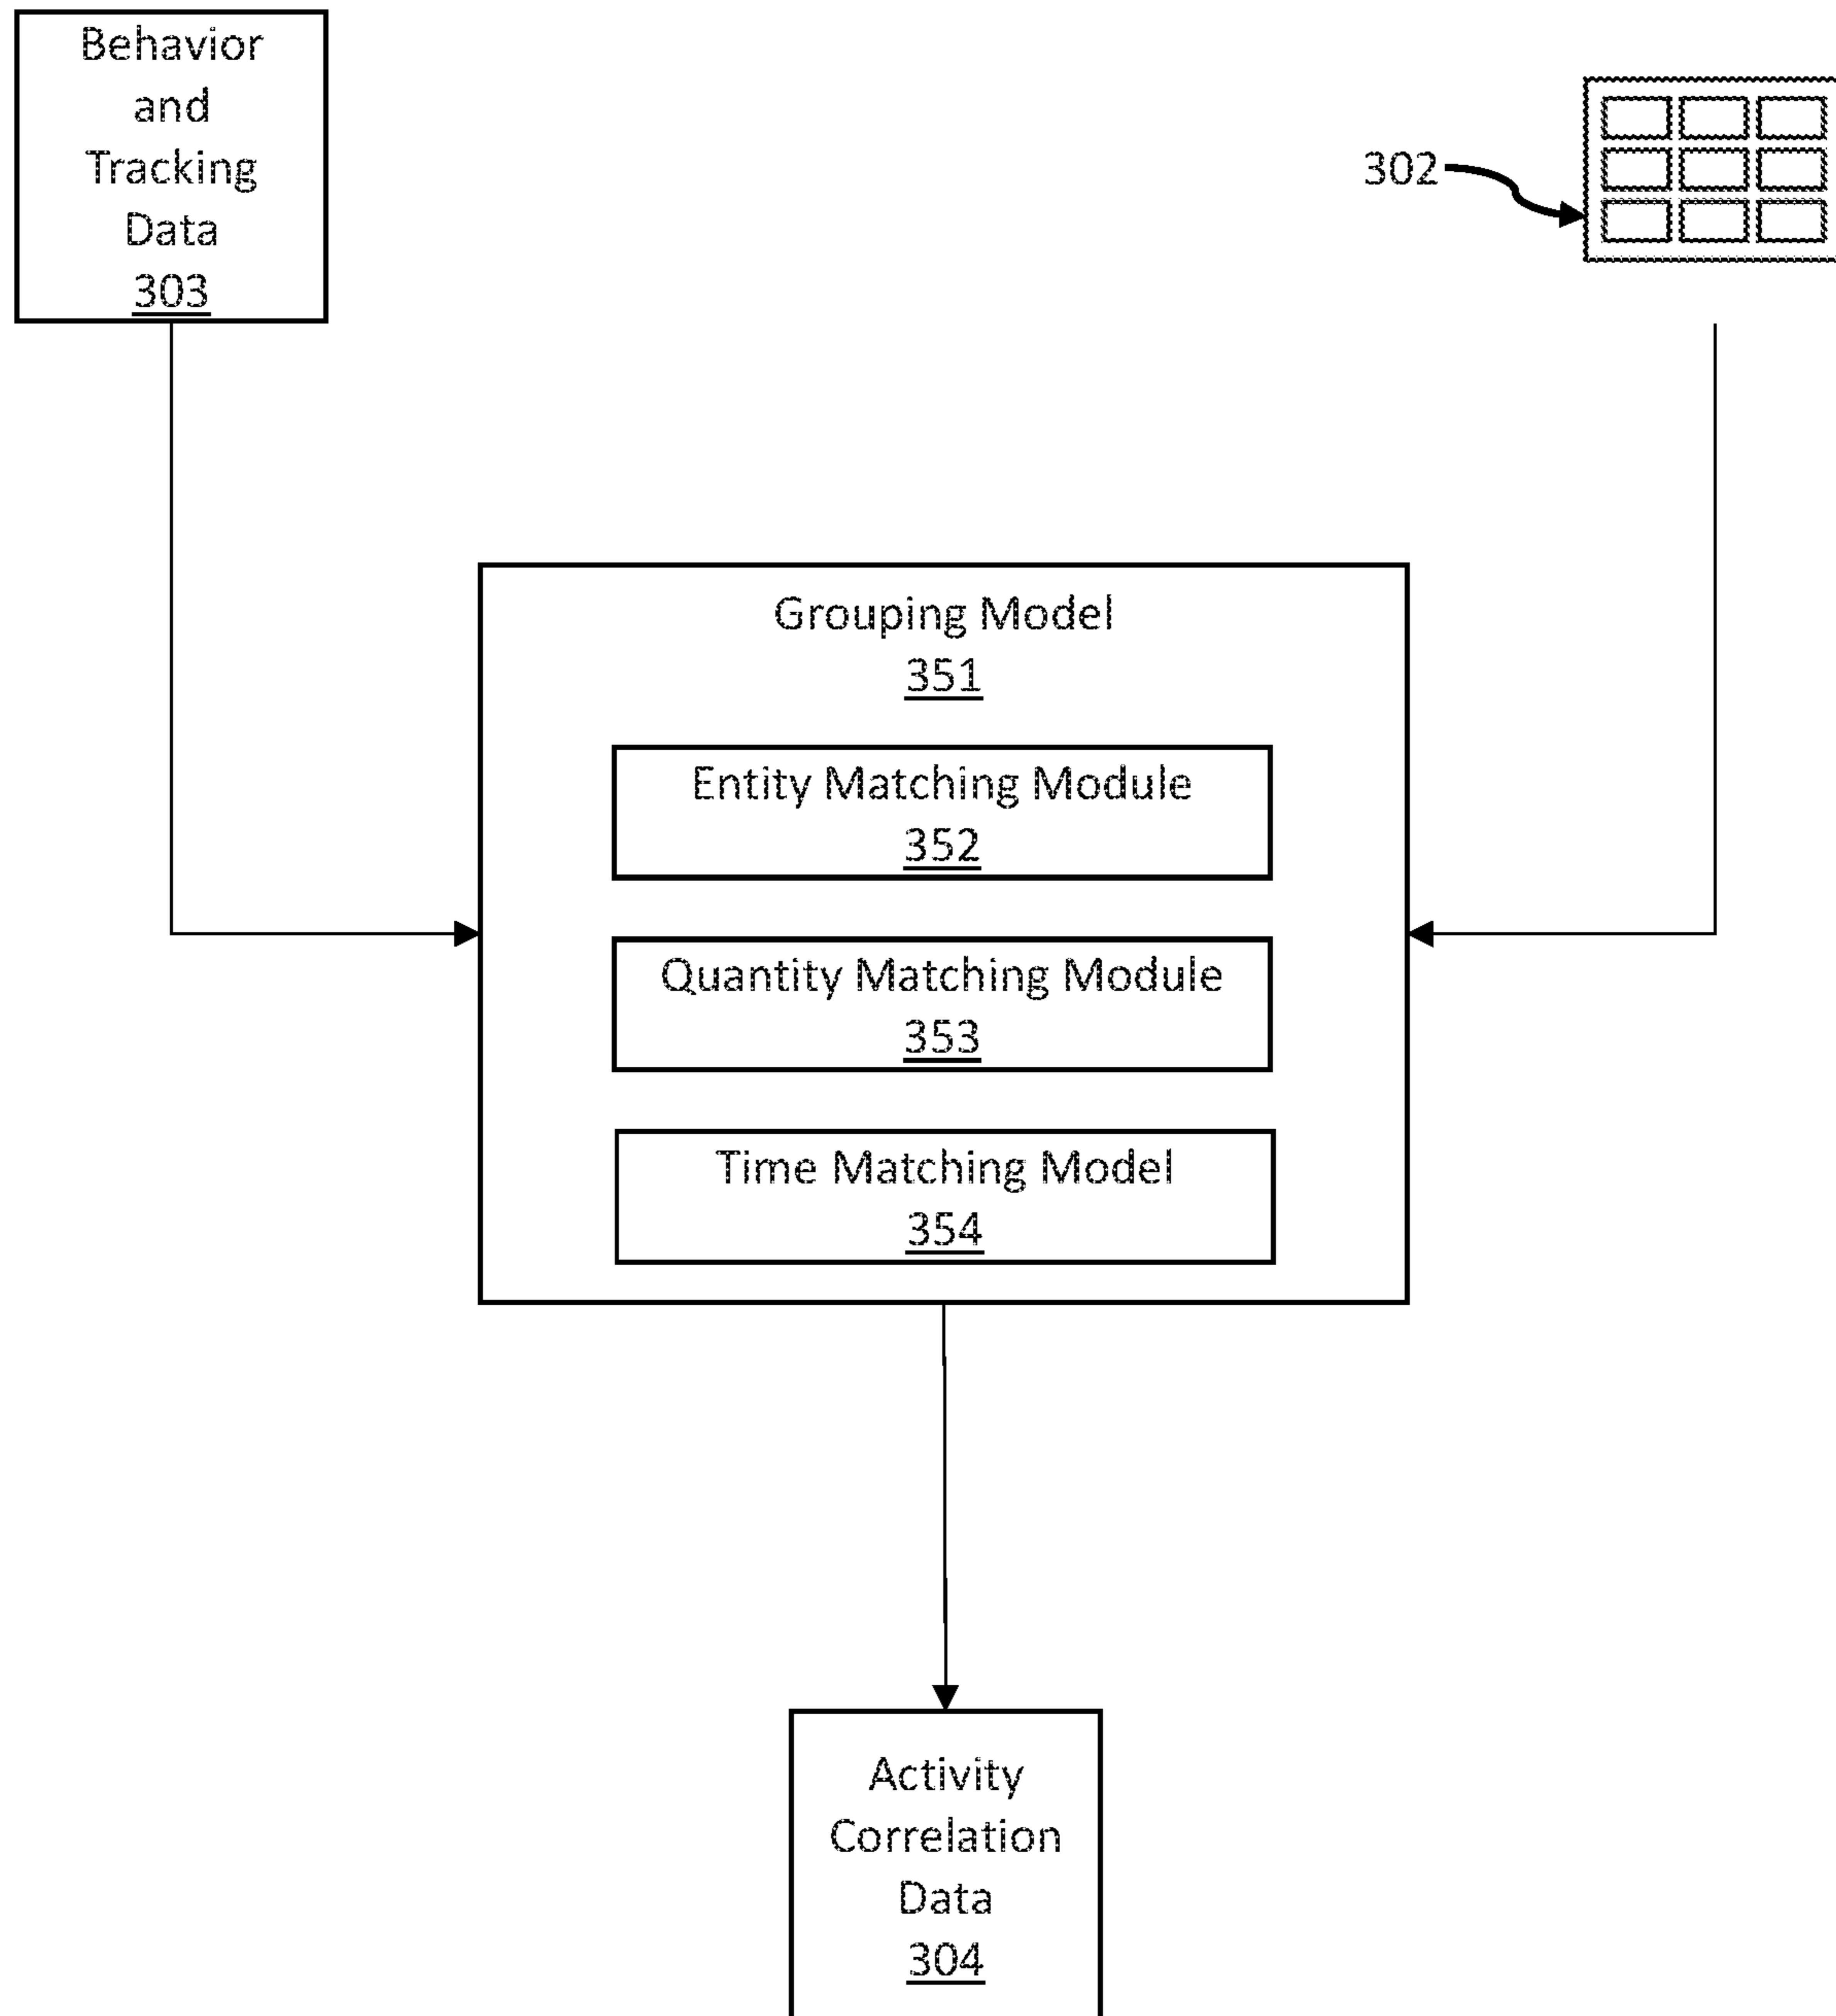 Behavior
and
Tracking
Data
303
302
Grouping Model
351
Entity Matching Module
352
Quantity Matching Module
353
Time Matching Model
354
Activity
Correlation
Data
304